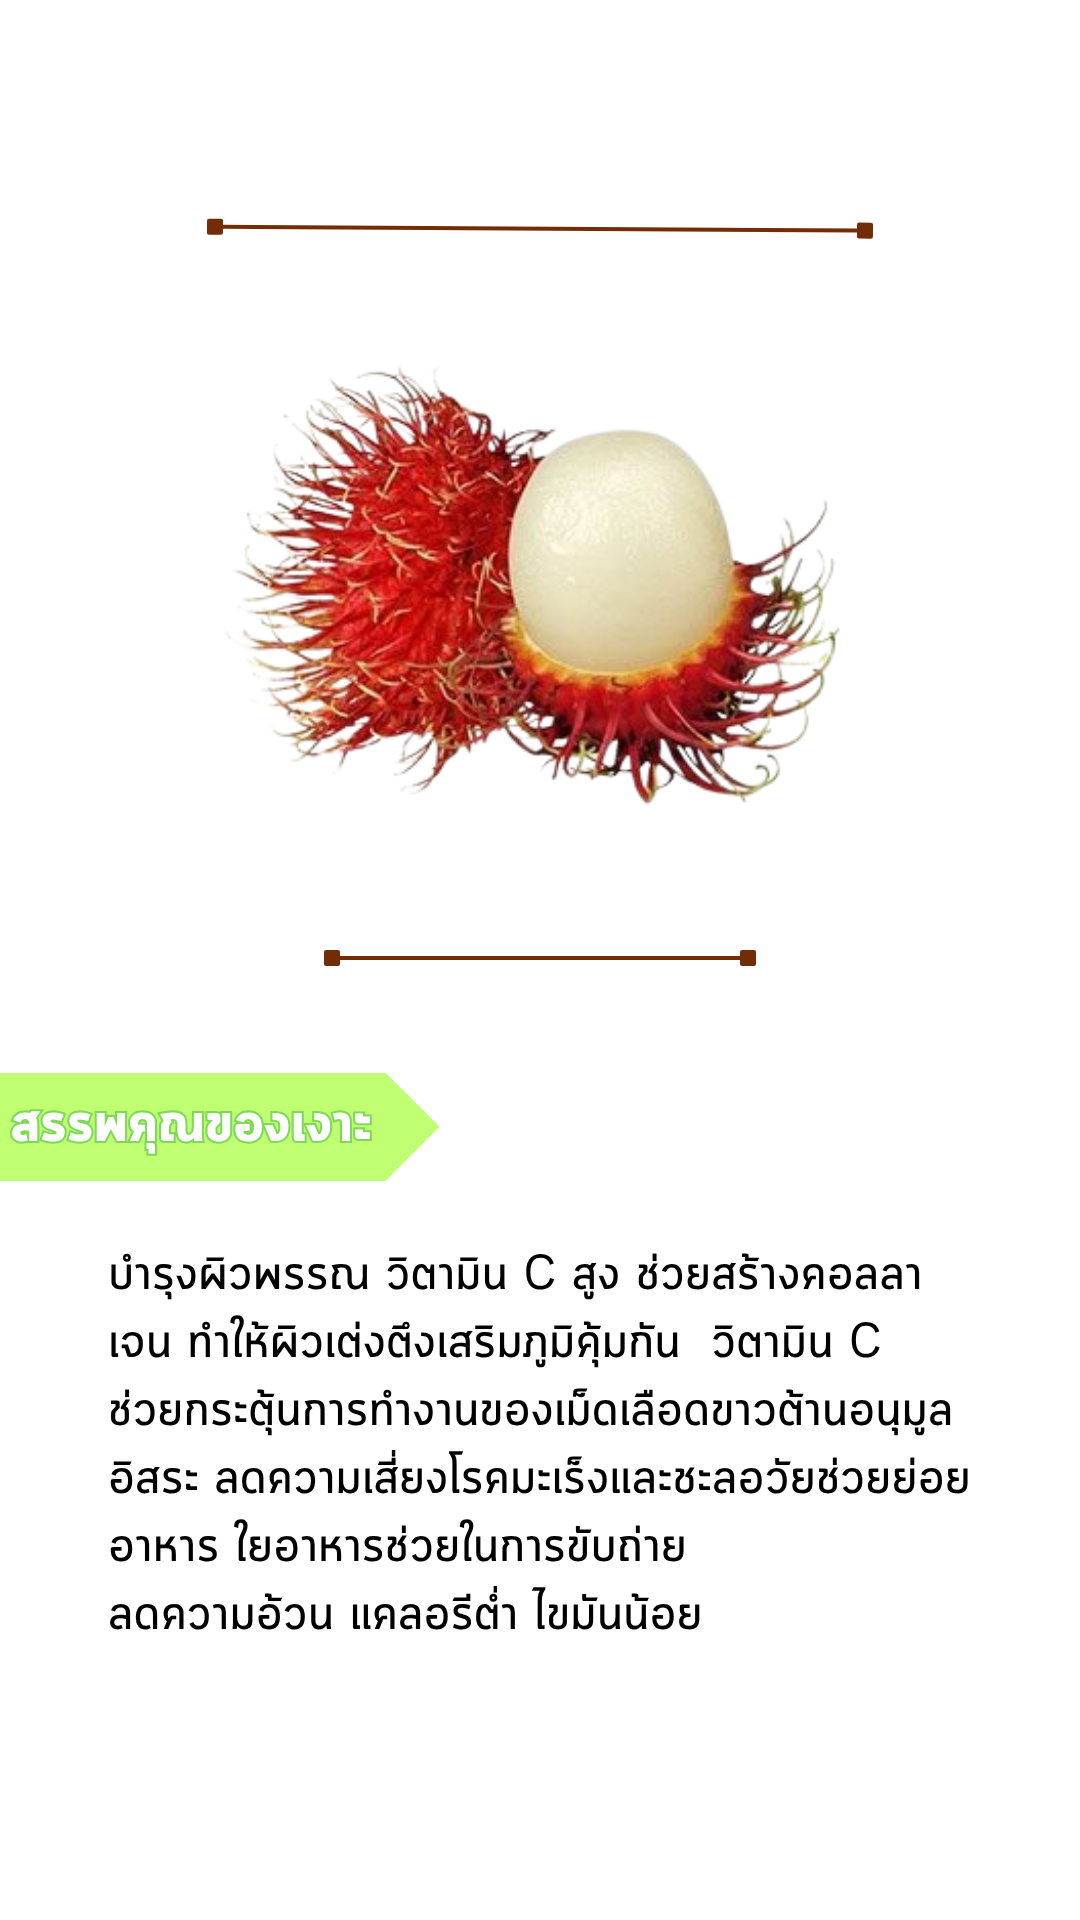 สรรพคุณของเงาะ
บำรุงผิวพรรณ วิตามิน C สูง ช่วยสร้างคอลลา
เจน ทำให้ผิวเต่งตึงเสริมภูมิคุ้มกัน  วิตามิน C
ช่วยกระตุ้นการทำงานของเม็ดเลือดขาวต้านอนุมูล
อิสระ ลดความเสี่ยงโรคมะเร็งและชะลอวัยช่วยย่อย
อาหาร ใยอาหารช่วยในการขับถ่าย
ลดความอ้วน แคลอรีต่ำ ไขมันน้อย